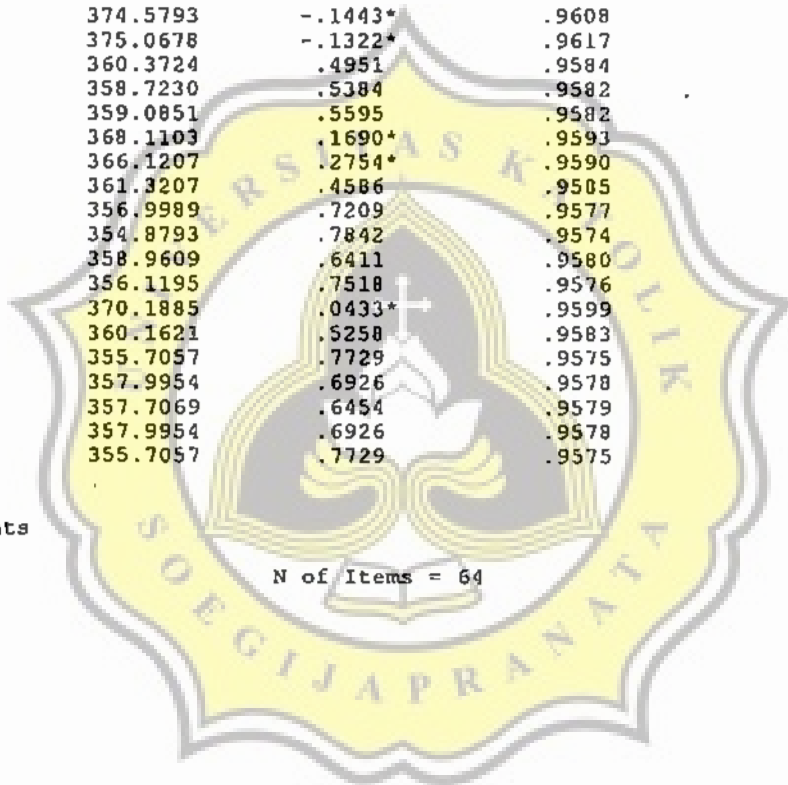 374.5793 -.1443* .9608
375.0678 -.1322* .9617
360.3724 .4951 .9584
358.7230 .5384 .9582
359.0851 .5595 .9582
368.1103 .1690* .9593
366.1207 .2754* .9590
361.3207 .4586 .9585
356.9989 .7209 .9577
354.8793 .7842 .9574
358.9609 .6411 .9580
356.1195 .7518 .9576
370.1885 .0433* .9599
360.1621 .5258 .9583
355.7057 .7729 .9575
357.9954 .6926 .9578
357.7069 .6454 .9579
357.9954 .6926 .9578
355.7057 .7729 .9575
ts
N of Items = 64
UNIVERSITAS KATOLIK
SOEGIJAPRANATA